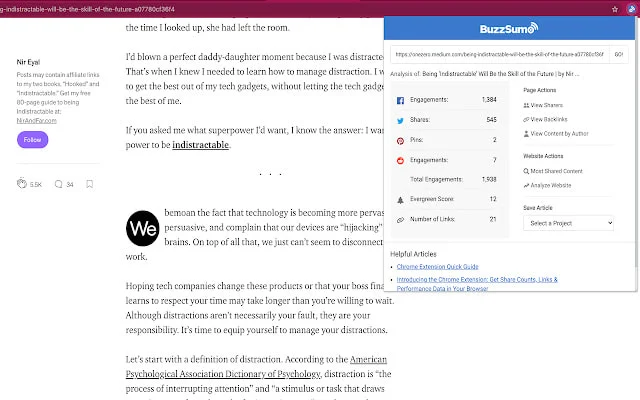 g-indistractable-will-be-the-skill-of-the-future-a07780cf36f4
the time I looked up, she had left the room.
I'd blown a perfect daddy-daughter moment because I was distracted.
That's when I knew I needed to learn how to manage distraction. I
to get the best out of my tech gadgets, without letting the tech gadge
the best of me.
If you asked me what superpower I'd want, I know the answer: I wa
power to be indistractable.
. . .
We bemoan the fact that technology is becoming more pervas
persuasive, and complain that our devices are "hijacking"
brains. On top of all that, we just can't seem to disconnect
work.
Hoping tech companies change these products or that your boss fina
learns to respect your time may take longer than you're willing to wait.
Although distractions aren't necessarily your fault, they are your
responsibility. It's time to equip yourself to manage your distractions.
Let's start with a definition of distraction. According to the American
Psychological Association Dictionary of Psychology, distraction is "the
process of interrupting attention" and "a stimulus or task that draws
Nir Eyal
Posts may contain affiliate links
to my two books, "Hooked" and
"Indistractable." Get my free
80-page guide to being
Indistractable at
NirAndFar.com
Follow
5.5K
34
BuzzSumo
https://onezero.medium.com/being-indistractable-will-be-the-skill-of-the-future-a07780cf36f
GO!
Analysis of: Being 'Indistractable' Will Be the Skill of the Future | by Nir ...
Engagements: 1,384
Shares: 545
Pins: 2
Engagements: 7
Total Engagements: 1,938
Evergreen Score: 12
Number of Links: 21
Page Actions
View Sharers
View Backlinks
View Content by Author
Website Actions
Most Shared Content
Analyze Website
Save Article
Select a Project
Helpful Articles
Chrome Extension Quick Guide
Introducing the Chrome Extension: Get Share Counts, Links &
Performance Data in Your Browser